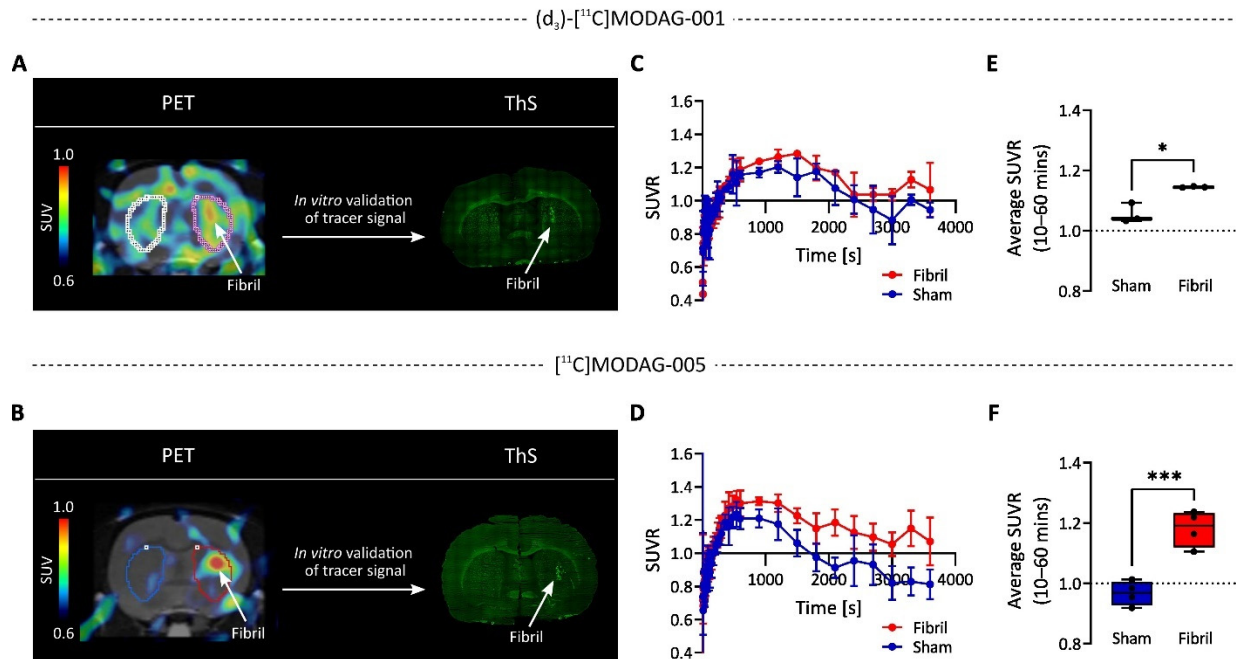 (d₃)-[¹¹C]MODAG-001
A
PET
ThS
1.0
SUV
0.6
Fibril
In vitro validation
of tracer signal
Fibril
C
1.6
1.4
1.2
1.0
0.8
0.6
0.4
SUVR
1000 2000 3000 4000
Time [s]
Fibril
Sham
E
1.4
1.2
1.0
0.8
Average SUVR
(10–60 mins)
*
Sham Fibril
[¹¹C]MODAG-005
B
PET
ThS
1.0
SUV
0.6
Fibril
In vitro validation
of tracer signal
Fibril
D
1.6
1.4
1.2
1.0
0.8
0.6
0.4
SUVR
1000 2000 3000 4000
Time [s]
Fibril
Sham
F
1.4
1.2
1.0
0.8
Average SUVR
(10–60 mins)
***
Sham Fibril